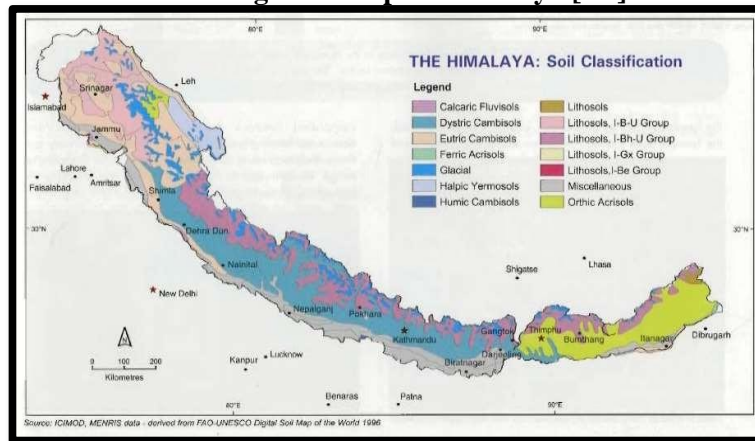 80°E
90°E
THE HIMALAYA: Soil Classification
Legend
Calcaric Fluvisols
Dystric Cambisols
Eutric Cambisols
Ferric Acrisols
Glacial
Halpic Yermosols
Humic Cambisols
Lithosols
Lithosols, I-B-U Group
Lithosols, I-Bh-U Group
Lithosols, I-Gx Group
Lithosols,I-Be Group
Miscellaneous
Orthic Acrisols
Leh
Srinagar
Islamabad
Jammu
Lahore
Faisalabad
Amritsar
Shimla
30°N
30°N
Dehra Dun
Nainital
New Delhi
Nepalganj
Pokhara
Kathmandu
Shigatse
Lhasa
Gangtok
Thimphu
Bumthang
Itanagar
Dibrugarh
Darjeeling
Biratnagar
N
0 100 200
Kilometres
Kanpur
Lucknow
Benaras
Patna
80°E
90°E
Source: ICIMOD, MENRIS data - derived from FAO-UNESCO Digital Soil Map of the World 1996